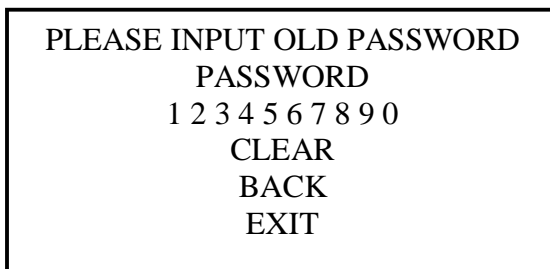 PLEASE INPUT OLD PASSWORD
PASSWORD
1 2 3 4 5 6 7 8 9 0
CLEAR
BACK
EXIT